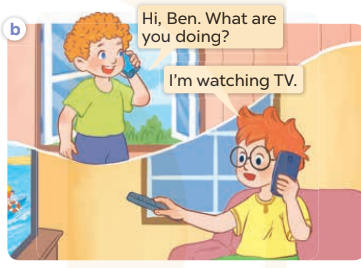 b
Hi, Ben. What are
you doing?
I'm watching TV.